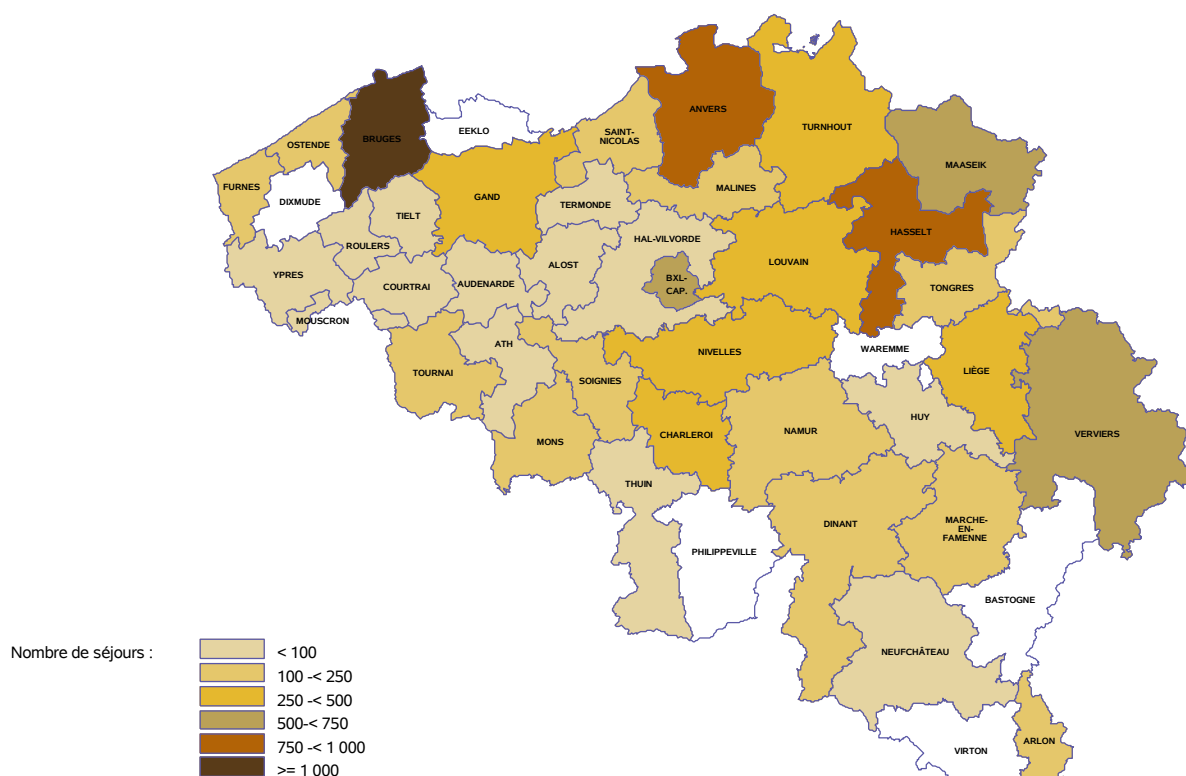 ANVERS
TURNHOUT
EEKLO
SAINT-
NICOLAS
BRUGES
OSTENDE
MAASEIK
FURNES
MALINES
GAND
DIXMUDE
TERMONDE
TIELT
HASSELT
HAL-VILVORDE
ROULERS
LOUVAIN
ALOST
YPRES
BXL-
CAP.
AUDENARDE
COURTRAI
TONGRES
MOUSCRON
ATH
WAREMME
NIVELLES
TOURNAI
LIÈGE
SOIGNIES
HUY
NAMUR
CHARLEROI
VERVIERS
MONS
THUIN
DINANT
MARCHE-
EN-
FAMENNE
PHILIPPEVILLE
BASTOGNE
NEUFCHÂTEAU
ARLON
VIRTON
Nombre de séjours :
< 100
100 -< 250
250 -< 500
500-< 750
750 -< 1 000
>= 1 000